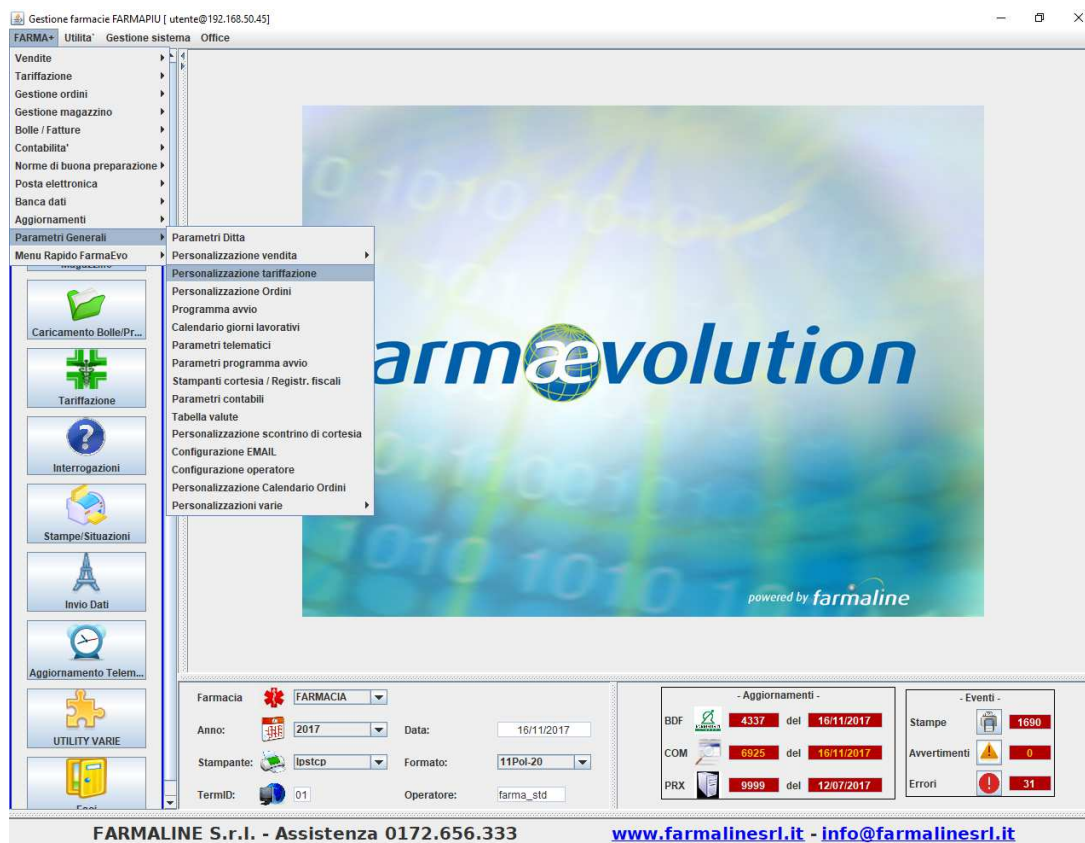 Gestione farmacie FARMAPIU [ utente@192.168.50.45]
FARMA+ Utilita` Gestione sistema Office
Vendite
Tariffazione
Gestione ordini
Gestione magazzino
Bolle / Fatture
Contabilita'
Norme di buona preparazione
Posta elettronica
Banca dati
Aggiornamenti
Parametri Generali
Menu Rapido FarmaEvo
Parametri Ditta
Personalizzazione vendita
Personalizzazione tariffazione
Personalizzazione Ordini
Programma avvio
Calendario giorni lavorativi
Parametri telematici
Parametri programma avvio
Stampanti cortesia / Registr. fiscali
Parametri contabili
Tabella valute
Personalizzazione scontrino di cortesia
Configurazione EMAIL
Configurazione operatore
Personalizzazione Calendario Ordini
Personalizzazioni varie
Caricamento Bolle/Pr...
Tariffazione
Interrogazioni
Stampe/Situazioni
Invio Dati
Aggiornamento Telem...
UTILITY VARIE
armævolution
powered by farmaline
Farmacia FARMACIA
Anno: 2017 Data: 16/11/2017
Stampante: lpstcp Formato: 11Pol-20
TermID: 01 Operatore: farma_std
- Aggiornamenti -
BDF 4337 del 16/11/2017
COM 6925 del 16/11/2017
PRX 9999 del 12/07/2017
- Eventi -
Stampe 1690
Avvertimenti 0
Errori 31
FARMALINE S.r.l. - Assistenza 0172.656.333 www.farmalinesrl.it - info@farmalinesrl.it